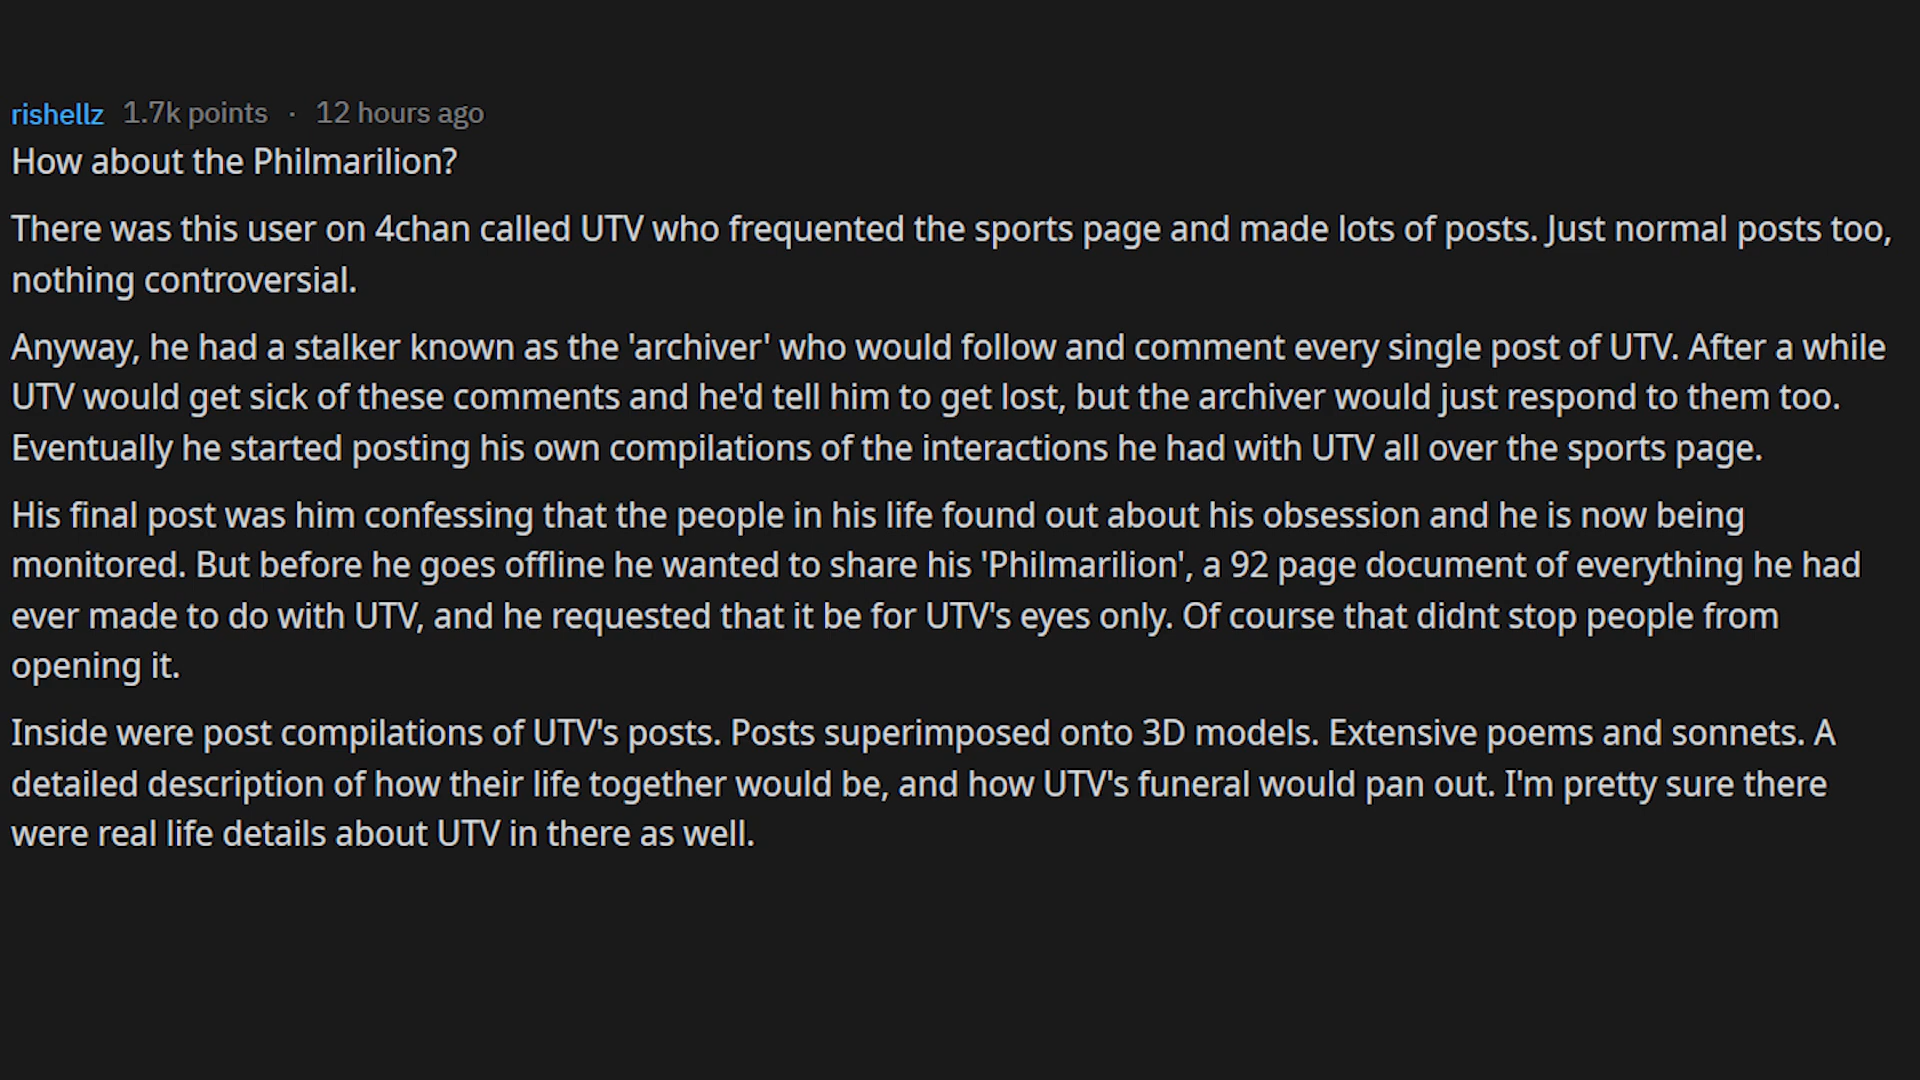 rishellz 1.7k points · 12 hours ago
How about the Philmarilion?
There was this user on 4chan called UTV who frequented the sports page and made lots of posts. Just normal posts too,
nothing controversial.
Anyway, he had a stalker known as the 'archiver' who would follow and comment every single post of UTV. After a while
UTV would get sick of these comments and he'd tell him to get lost, but the archiver would just respond to them too.
Eventually he started posting his own compilations of the interactions he had with UTV all over the sports page.
His final post was him confessing that the people in his life found out about his obsession and he is now being
monitored. But before he goes offline he wanted to share his 'Philmarilion', a 92 page document of everything he had
ever made to do with UTV, and he requested that it be for UTV's eyes only. Of course that didnt stop people from
opening it.
Inside were post compilations of UTV's posts. Posts superimposed onto 3D models. Extensive poems and sonnets. A
detailed description of how their life together would be, and how UTV's funeral would pan out. I'm pretty sure there
were real life details about UTV in there as well.